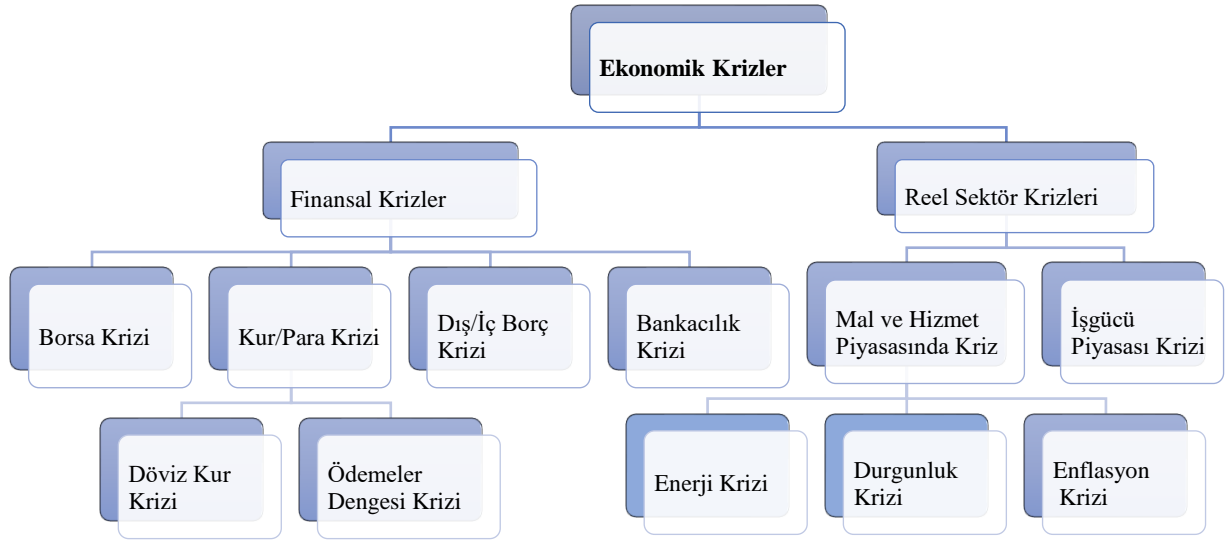 Ekonomik Krizler
Finansal Krizler
Reel Sektör Krizleri
Borsa Krizi
Kur/Para Krizi
Dış/İç Borç
Krizi
Bankacılık
Krizi
Mal ve Hizmet
Piyasasında Kriz
İşgücü
Piyasası Krizi
Döviz Kur
Krizi
Ödemeler
Dengesi Krizi
Enerji Krizi
Durgunluk
Krizi
Enflasyon
Krizi